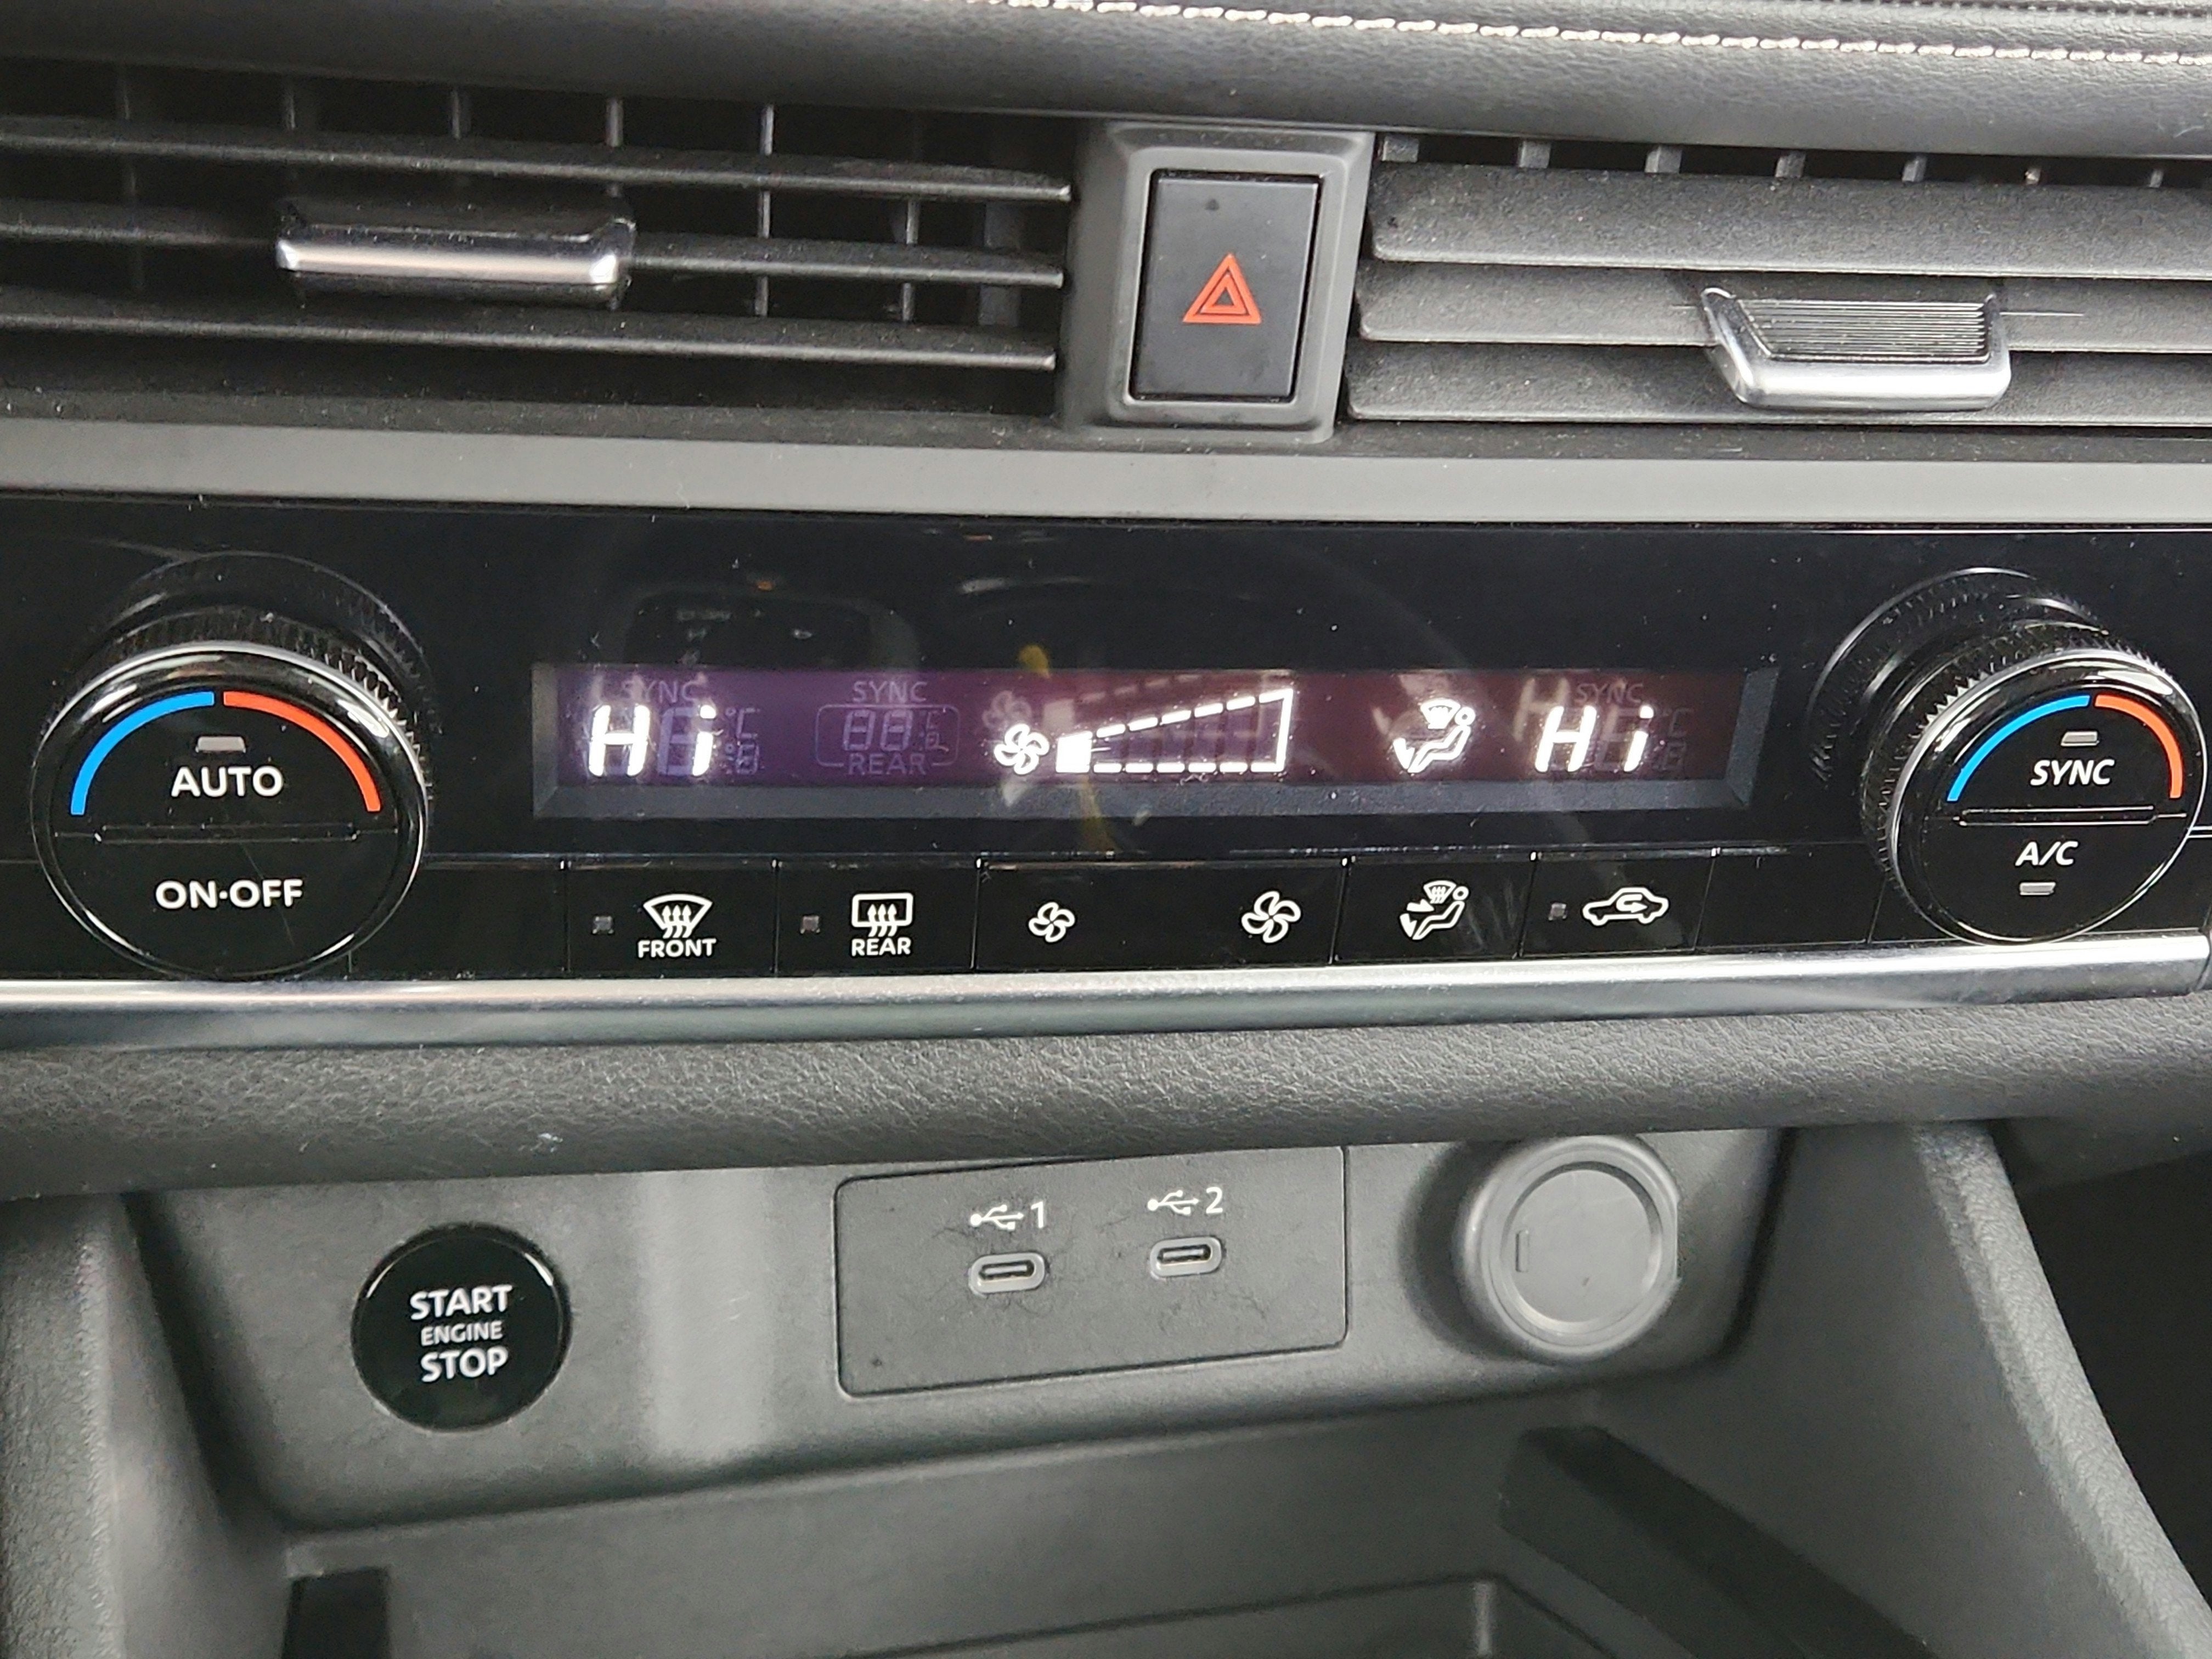 SYNC
SYNC
SYNC
Hi
88
Hi
°C
REAR
AUTO
ON·OFF
SYNC
A/C
FRONT
REAR
1
2
START
ENGINE
STOP